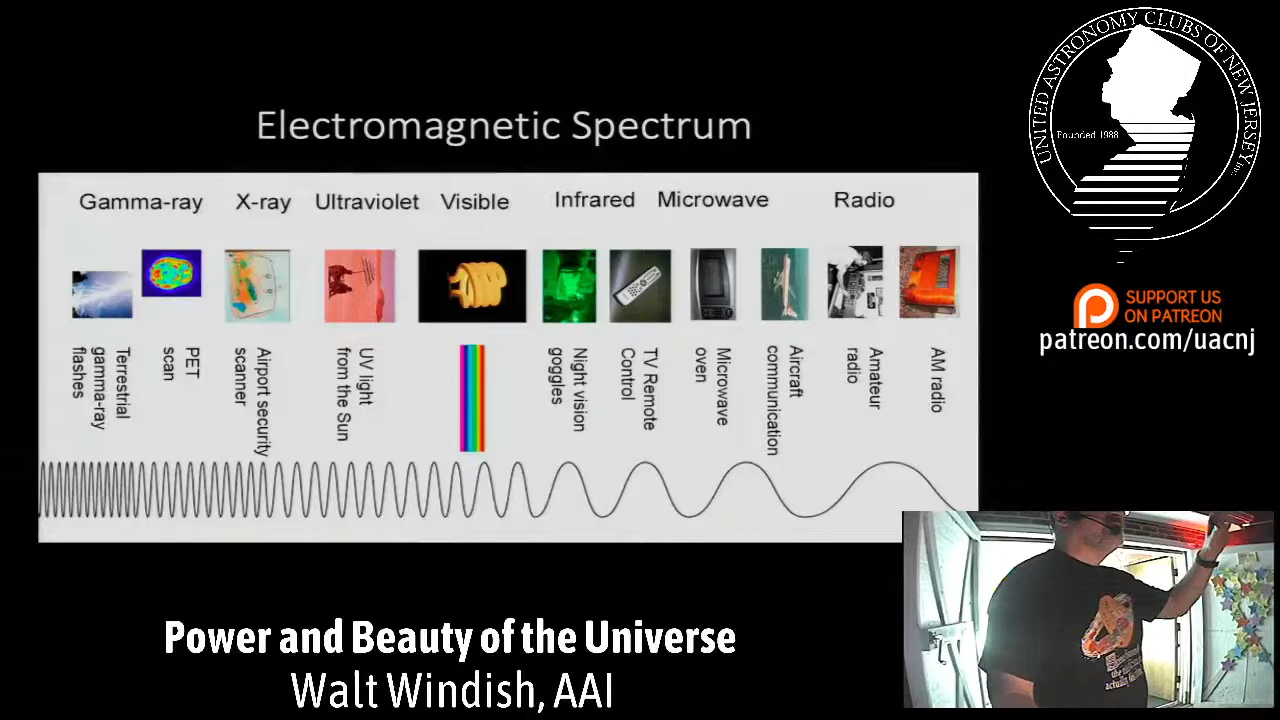 Electromagnetic Spectrum
Gamma-ray
X-ray
Ultraviolet
Visible
Infrared
Microwave
Radio
Terrestrial
gamma-ray
flashes
PET
scan
Airport security
scanner
UV light
from the Sun
Night vision
goggles
TV Remote
Control
Microwave
oven
Aircraft
communication
Amateur
radio
AM radio
Power and Beauty of the Universe
Walt Windish, AAI
UNITED ASTRONOMY CLUBS OF NEW JERSEY, Inc.
Founded 1988
SUPPORT US
ON PATREON
patreon.com/uacnj